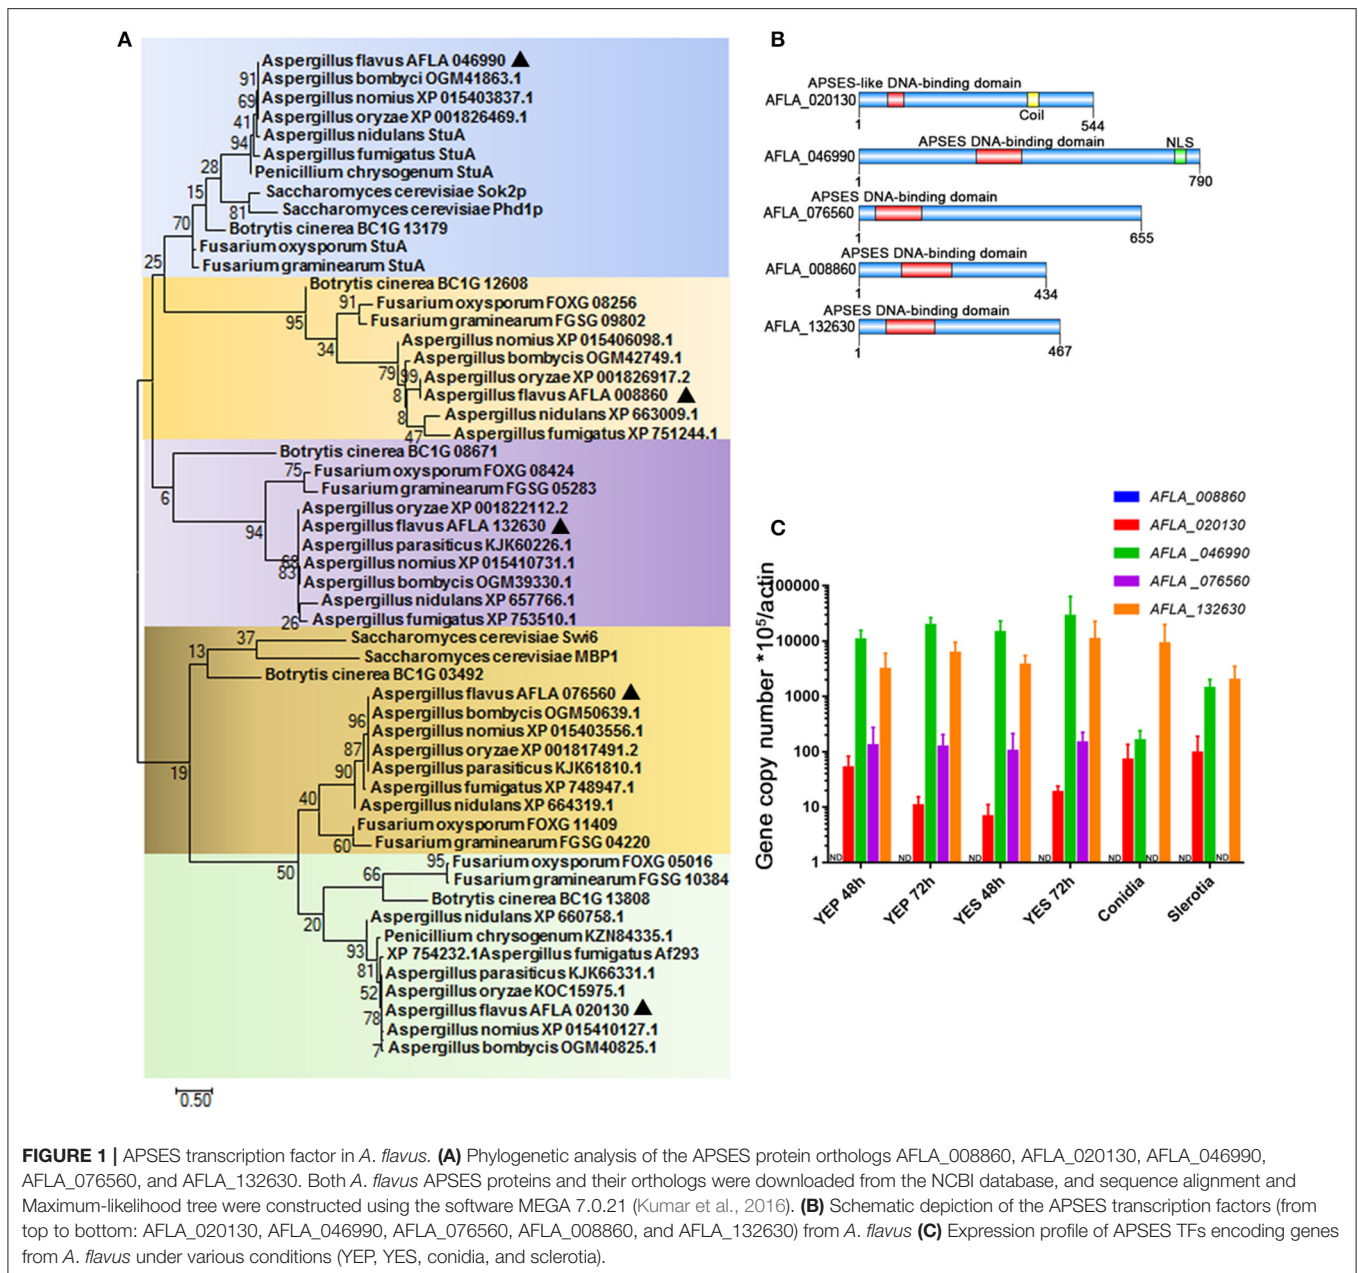 A
Aspergillus flavus AFLA 046990
Aspergillus bombyci OGM41863.1
Aspergillus nomius XP 015403837.1
Aspergillus oryzae XP 001826469.1
Aspergillus nidulans StuA
Aspergillus fumigatus StuA
Penicillium chrysogenum StuA
Saccharomyces cerevisiae Sok2p
Saccharomyces cerevisiae Phd1p
Botrytis cinerea BC1G 13179
Fusarium oxysporum StuA
Fusarium graminearum StuA
91
69
41
94
28
15
81
70
25
Botrytis cinerea BC1G 12608
Fusarium oxysporum FOXG 08256
Fusarium graminearum FGSG 09802
Aspergillus nomius XP 015406098.1
Aspergillus bombycis OGM42749.1
Aspergillus oryzae XP 001826917.2
Aspergillus flavus AFLA 008860
Aspergillus nidulans XP 663009.1
Aspergillus fumigatus XP 751244.1
91
95
34
79
99
8
8
47
Botrytis cinerea BC1G 08671
Fusarium oxysporum FOXG 08424
Fusarium graminearum FGSG 05283
Aspergillus oryzae XP 001822112.2
Aspergillus flavus AFLA 132630
Aspergillus parasiticus KJK60226.1
Aspergillus nomius XP 015410731.1
Aspergillus bombycis OGM39330.1
Aspergillus nidulans XP 657766.1
Aspergillus fumigatus XP 753510.1
75
6
94
83
26
Saccharomyces cerevisiae Swi6
Saccharomyces cerevisiae MBP1
Botrytis cinerea BC1G 03492
Aspergillus flavus AFLA 076560
Aspergillus bombycis OGM50639.1
Aspergillus nomius XP 015403556.1
Aspergillus oryzae XP 001817491.2
Aspergillus parasiticus KJK61810.1
Aspergillus fumigatus XP 748947.1
Aspergillus nidulans XP 664319.1
Fusarium oxysporum FOXG 11409
Fusarium graminearum FGSG 04220
37
13
96
87
90
19
40
60
Fusarium oxysporum FOXG 05016
Fusarium graminearum FGSG 10384
Botrytis cinerea BC1G 13808
Aspergillus nidulans XP 660758.1
Penicillium chrysogenum KZN84335.1
XP 754232.1Aspergillus fumigatus Af293
Aspergillus parasiticus KJK66331.1
Aspergillus oryzae KOC15975.1
Aspergillus flavus AFLA 020130
Aspergillus nomius XP 015410127.1
Aspergillus bombycis OGM40825.1
95
50
66
20
93
81
52
78
7
0.50
B
APSES-like DNA-binding domain
AFLA_020130
Coil
1
544
APSES DNA-binding domain
NLS
AFLA_046990
1
790
APSES DNA-binding domain
AFLA_076560
1
655
APSES DNA-binding domain
AFLA_008860
1
434
APSES DNA-binding domain
AFLA_132630
1
467
C
AFLA_008860
AFLA_020130
AFLA _046990
AFLA _076560
AFLA_132630
Gene copy number *10⁵/actin
100000
10000
1000
100
10
1
ND ND ND ND ND ND ND ND
YEP 48h
YEP 72h
YES 48h
YES 72h
Conidia
Slerotia
FIGURE 1 | APSES transcription factor in A. flavus. (A) Phylogenetic analysis of the APSES protein orthologs AFLA_008860, AFLA_020130, AFLA_046990,
AFLA_076560, and AFLA_132630. Both A. flavus APSES proteins and their orthologs were downloaded from the NCBI database, and sequence alignment and
Maximum-likelihood tree were constructed using the software MEGA 7.0.21 (Kumar et al., 2016). (B) Schematic depiction of the APSES transcription factors (from
top to bottom: AFLA_020130, AFLA_046990, AFLA_076560, AFLA_008860, and AFLA_132630) from A. flavus (C) Expression profile of APSES TFs encoding genes
from A. flavus under various conditions (YEP, YES, conidia, and sclerotia).